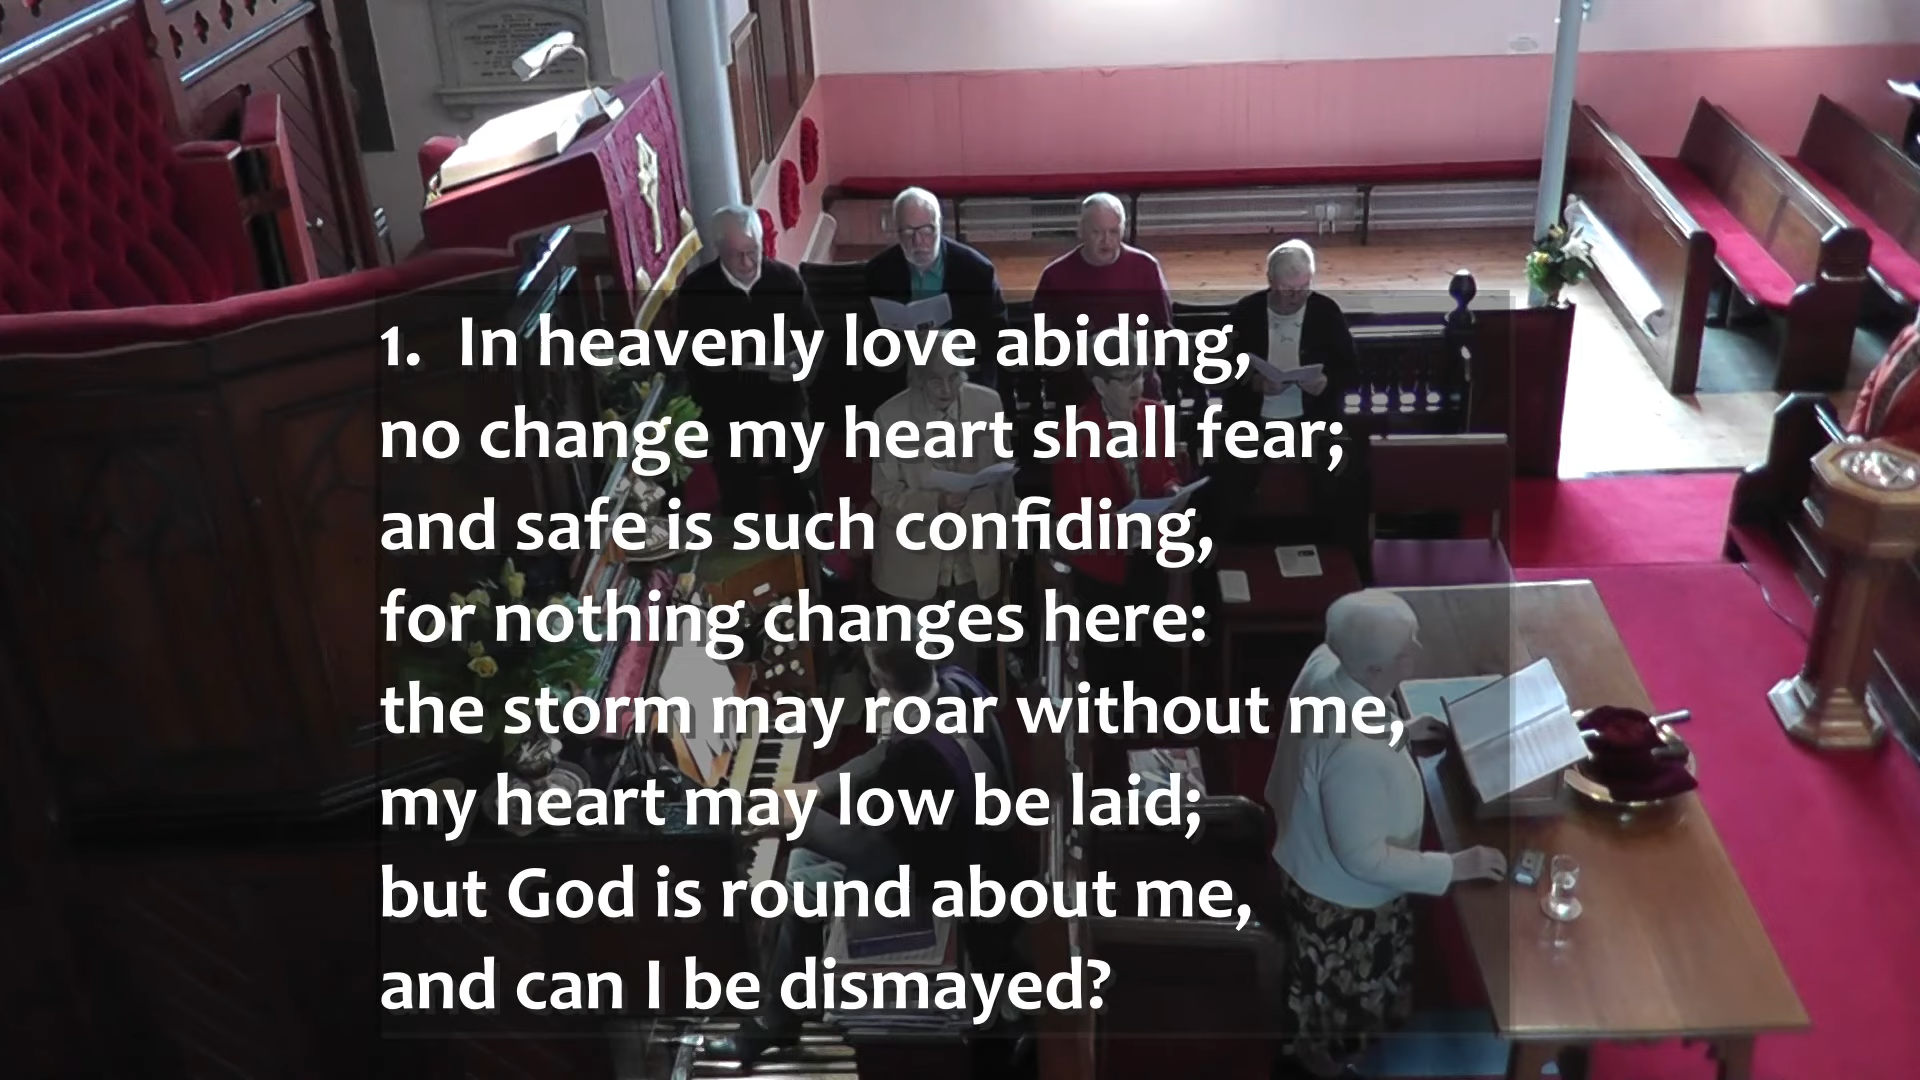 1. In heavenly love abiding,
no change my heart shall fear;
and safe is such confiding,
for nothing changes here:
the storm may roar without me,
my heart may low be laid;
but God is round about me,
and can I be dismayed?